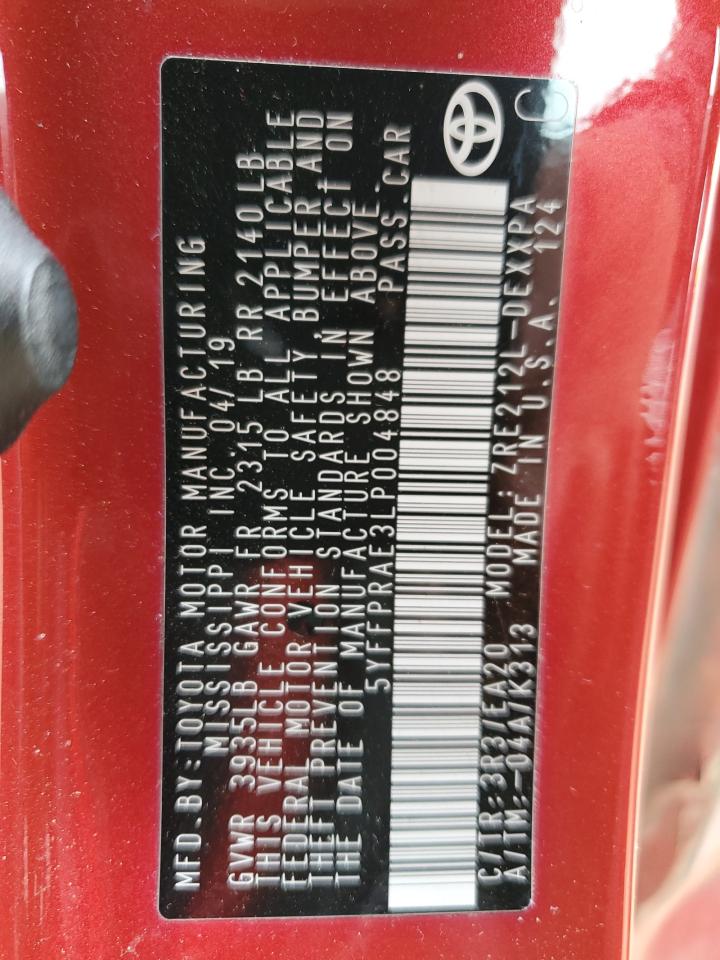 MFD.BY:TOYOTA MOTOR MANUFACTURING
MISSISSIPPI INC. 04/19
GVWR 3935LB GAWR FR 2315 LB RR 2140LB
THIS VEHICLE CONFORMS TO ALL APPLICABLE
FEDERAL MOTOR VEHICLE SAFETY, BUMPER AND
THEFT PREVENTION STANDARDS IN EFFECT ON
THE DATE OF MANUFACTURE SHOWN ABOVE.
5YFFPRAE3LP004848 PASS.CAR
C/TR:3R3/EA20 MODEL:ZRE212L-DEXXPA
A/TM:-04A/K313 MADE IN U.S.A. 124
G